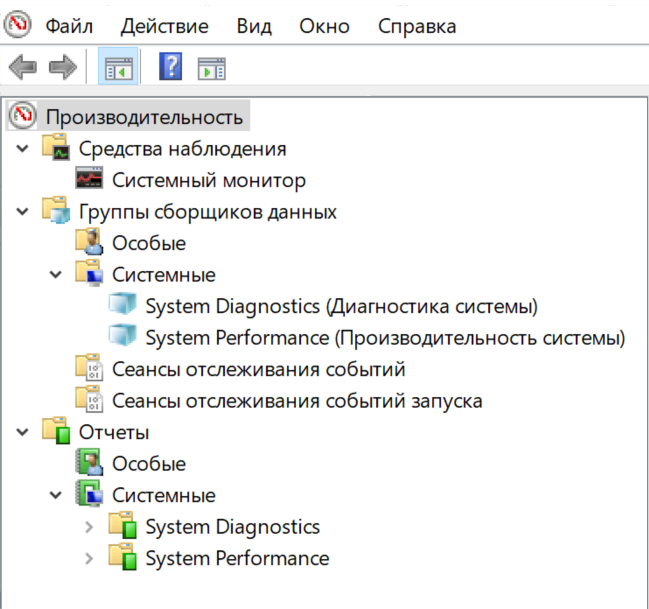 Файл Действие Вид Окно Справка
Производительность
Средства наблюдения
Системный монитор
Группы сборщиков данных
Особые
Системные
System Diagnostics (Диагностика системы)
System Performance (Производительность системы)
Сеансы отслеживания событий
Сеансы отслеживания событий запуска
Отчеты
Особые
Системные
System Diagnostics
System Performance